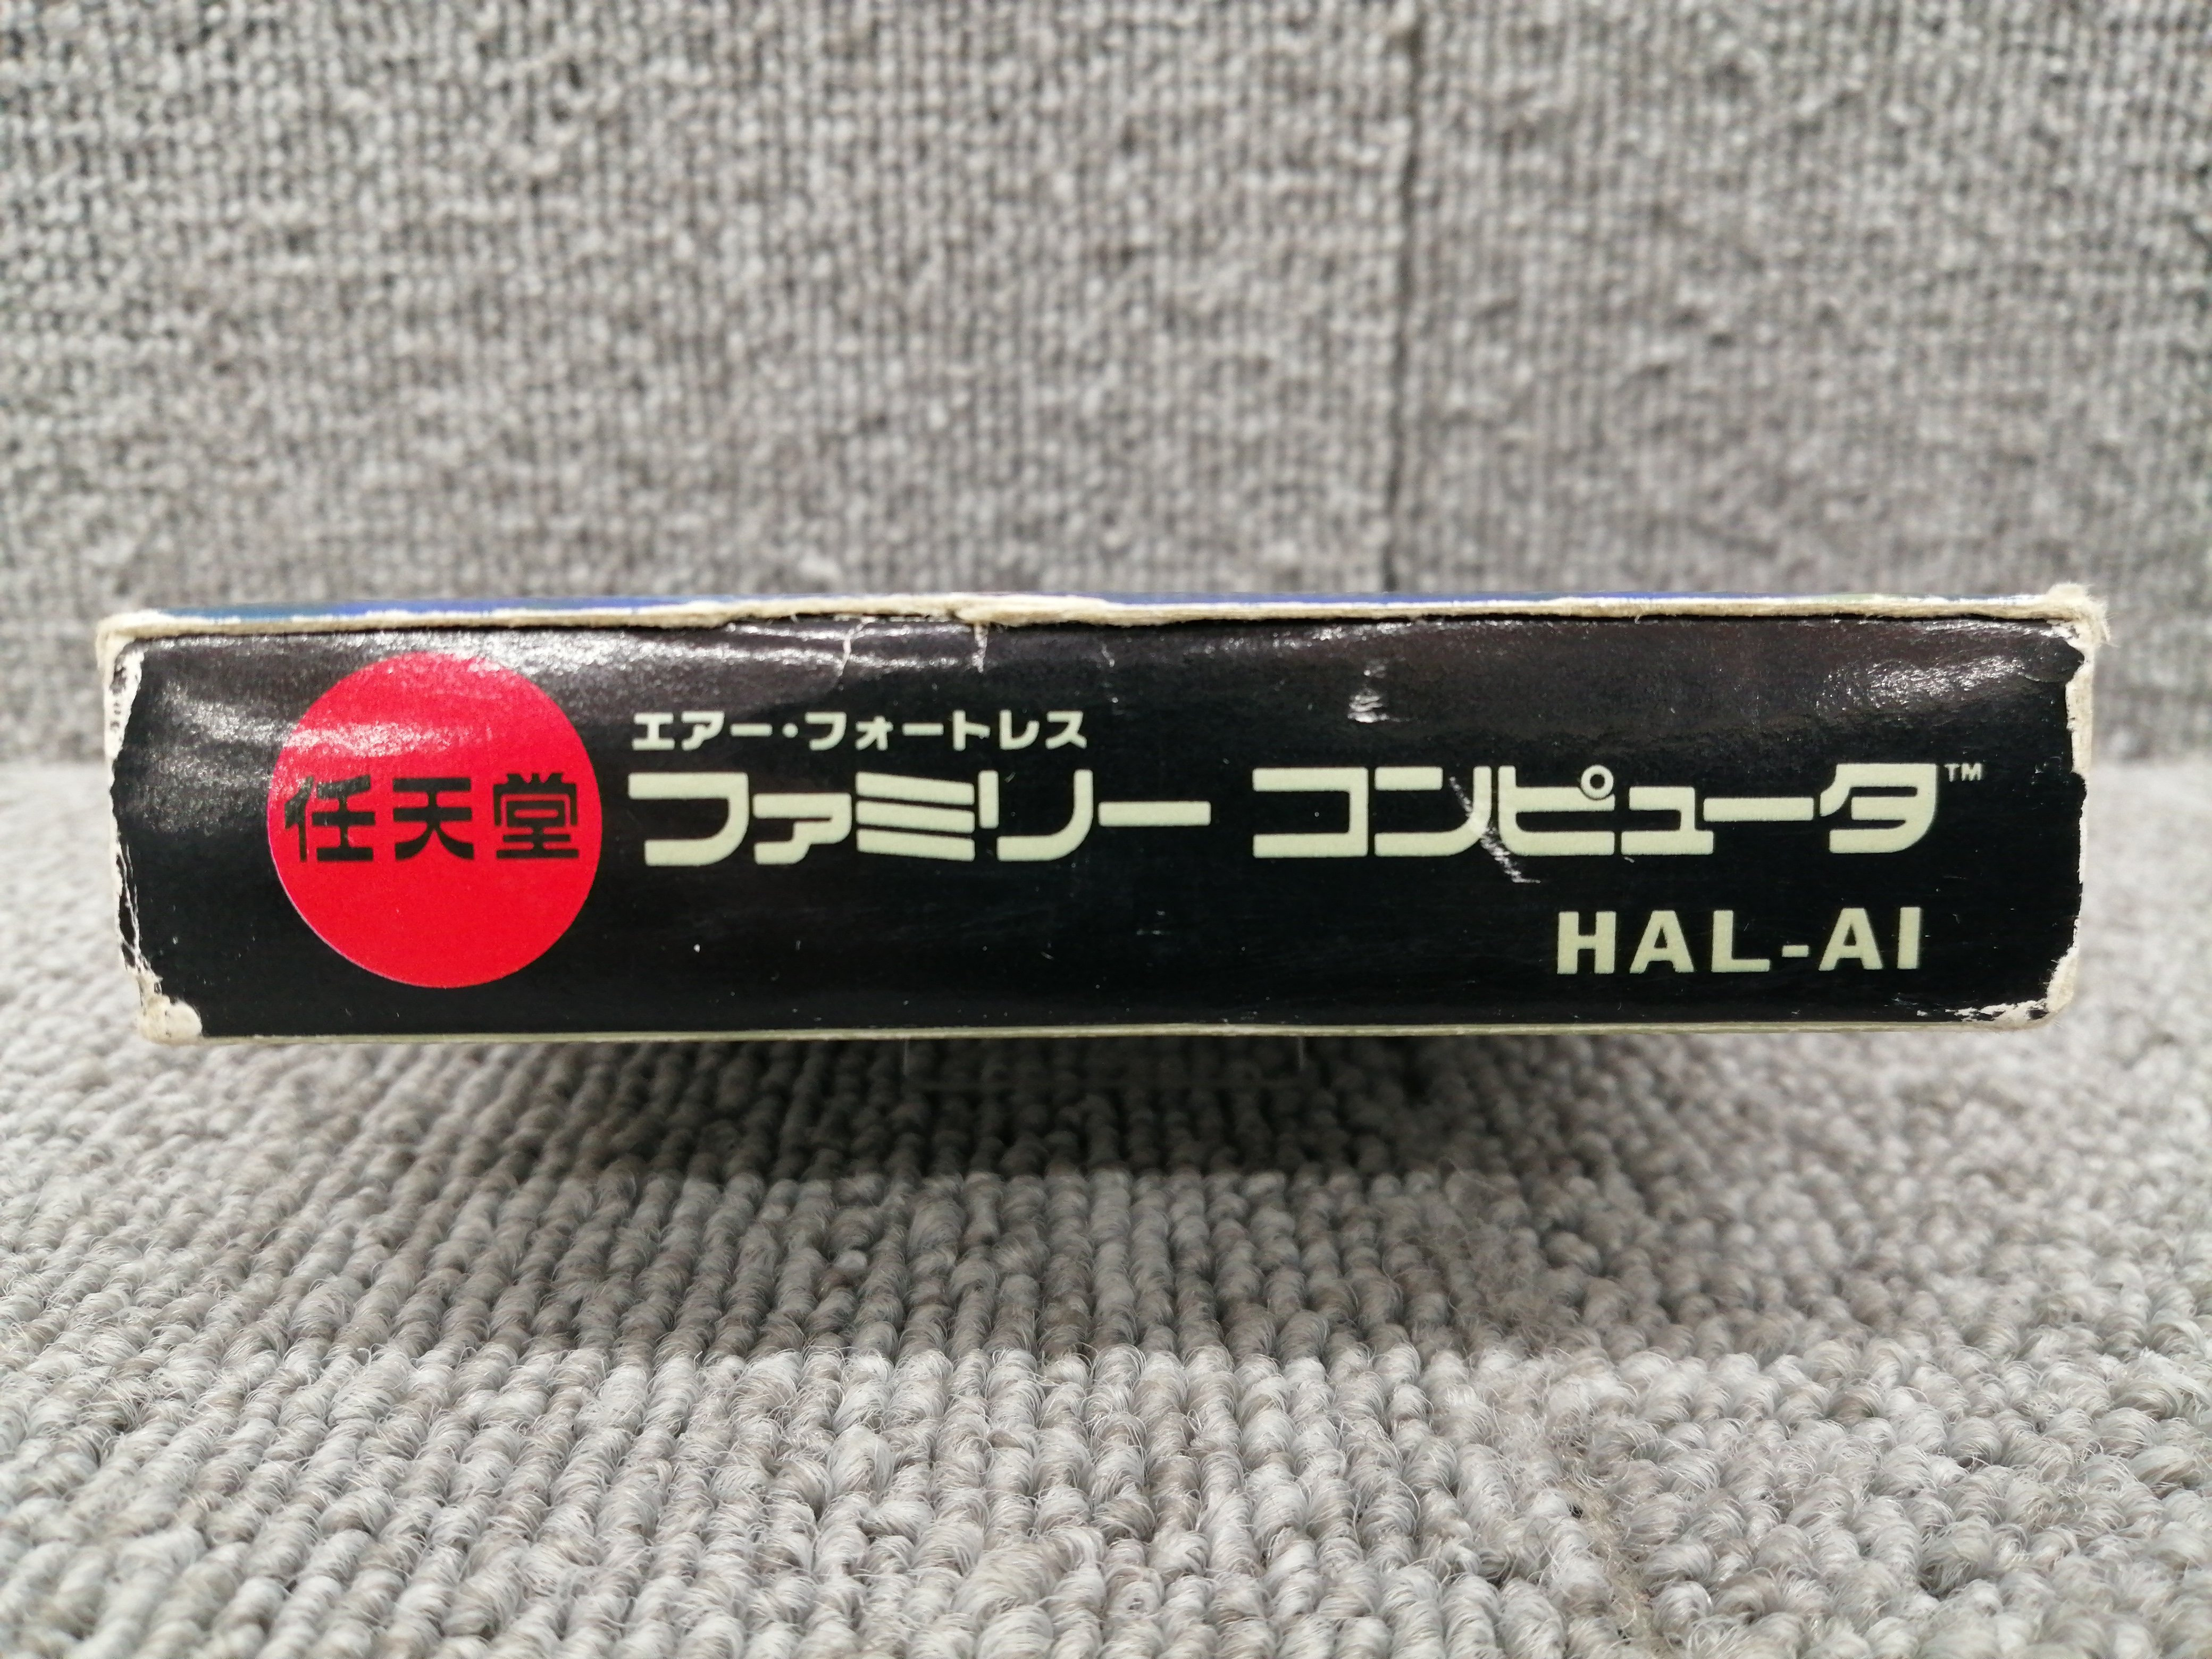 エアー・フォートレス
任天堂 ファミリー コンピュータ™
HAL-AI